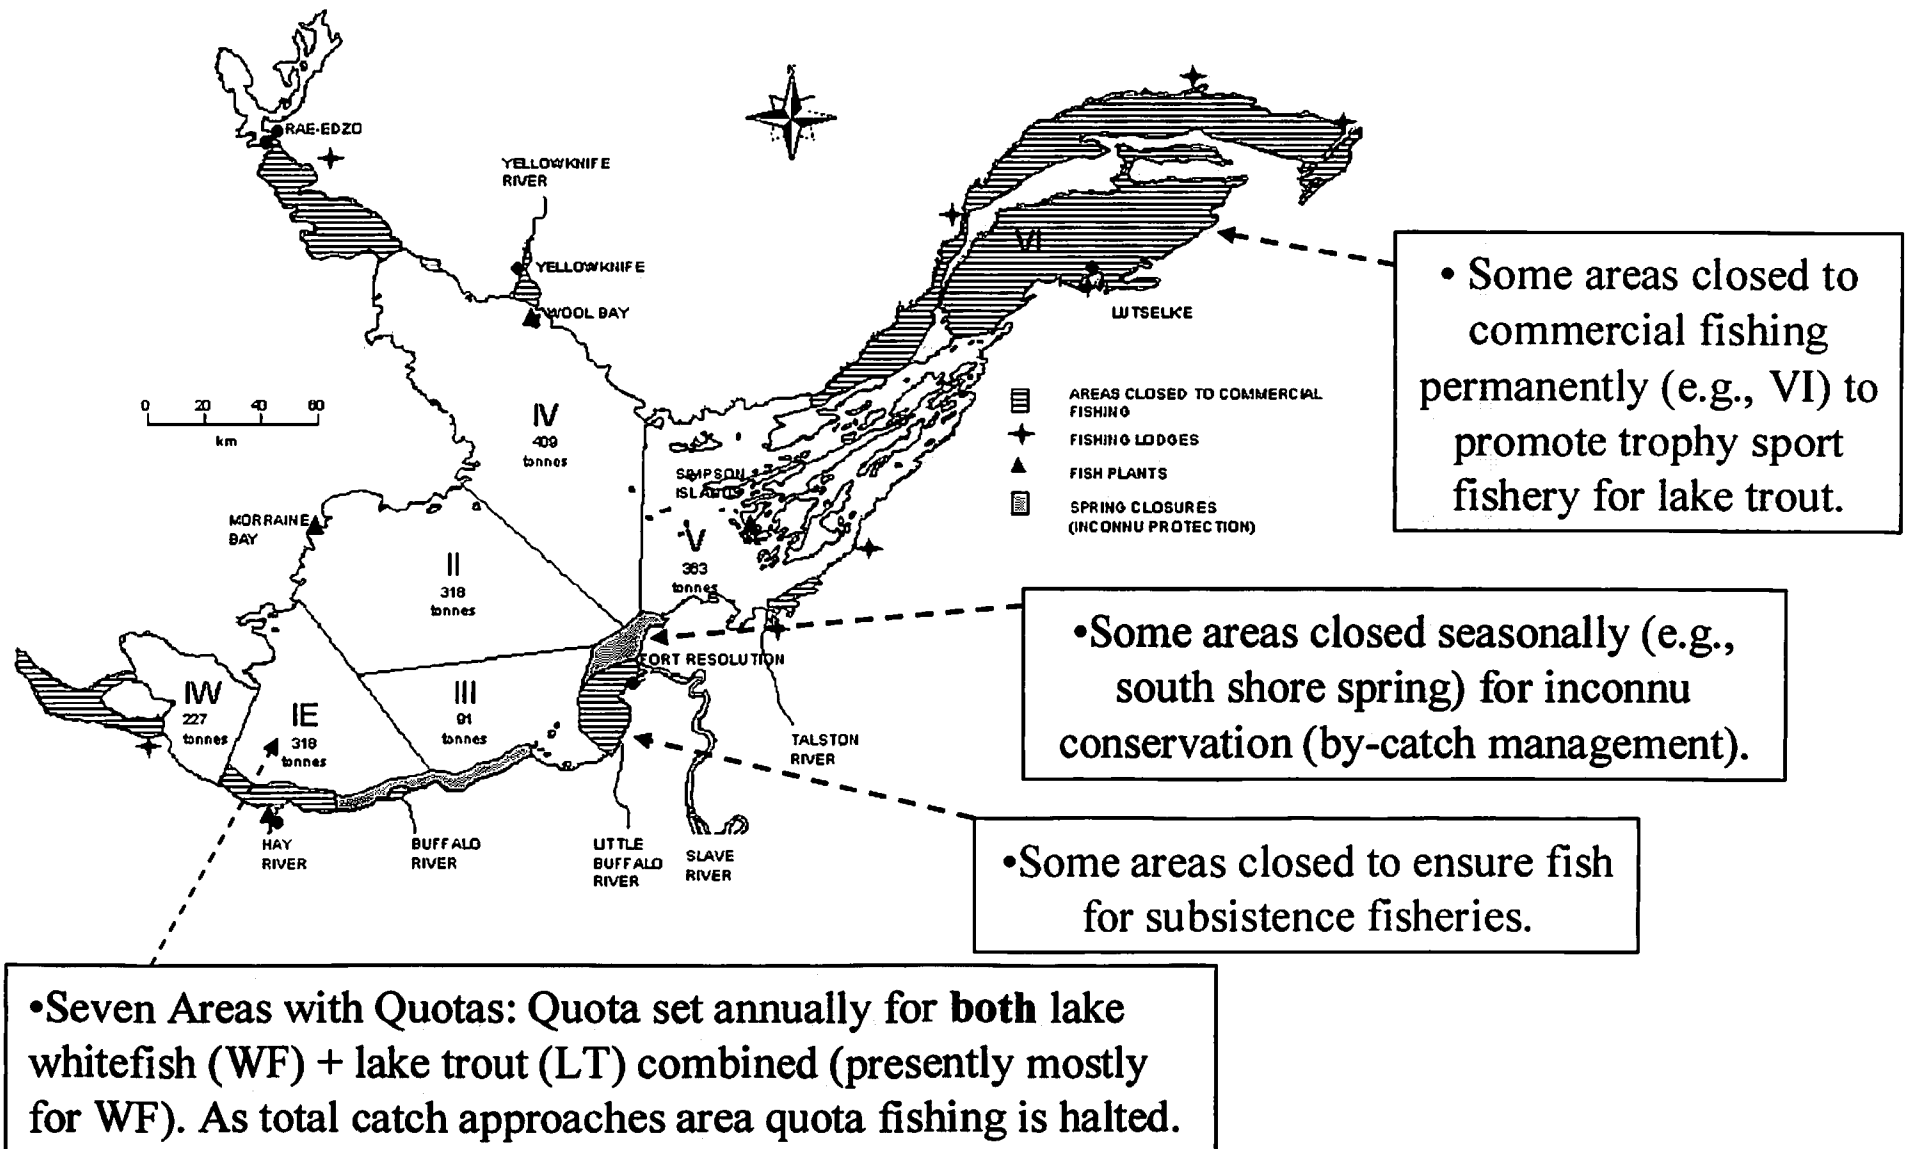 N
RAE-EDZO
YELLOWKNIFE
RIVER
YELLOWKNIFE
WOOL BAY
VI
LUTSELKE
0 20 40 60
km
IV
409
tonnes
SIMPSON
ISLANDS
MORRAINE
BAY
II
318
tonnes
V
363
tonnes
FORT RESOLUTION
IW
227
tonnes
IE
318
tonnes
III
91
tonnes
TALSTON
RIVER
HAY
RIVER
BUFFALO
RIVER
LITTLE
BUFFALO
RIVER
SLAVE
RIVER
AREAS CLOSED TO COMMERCIAL
FISHING
FISHING LODGES
FISH PLANTS
SPRING CLOSURES
(INCONNU PROTECTION)
• Some areas closed to
commercial fishing
permanently (e.g., VI) to
promote trophy sport
fishery for lake trout.
•Some areas closed seasonally (e.g.,
south shore spring) for inconnu
conservation (by-catch management).
•Some areas closed to ensure fish
for subsistence fisheries.
•Seven Areas with Quotas: Quota set annually for both lake
whitefish (WF) + lake trout (LT) combined (presently mostly
for WF). As total catch approaches area quota fishing is halted.